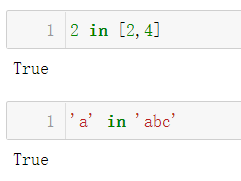 1 2 in [2,4]
True
1 'a' in 'abc'
True